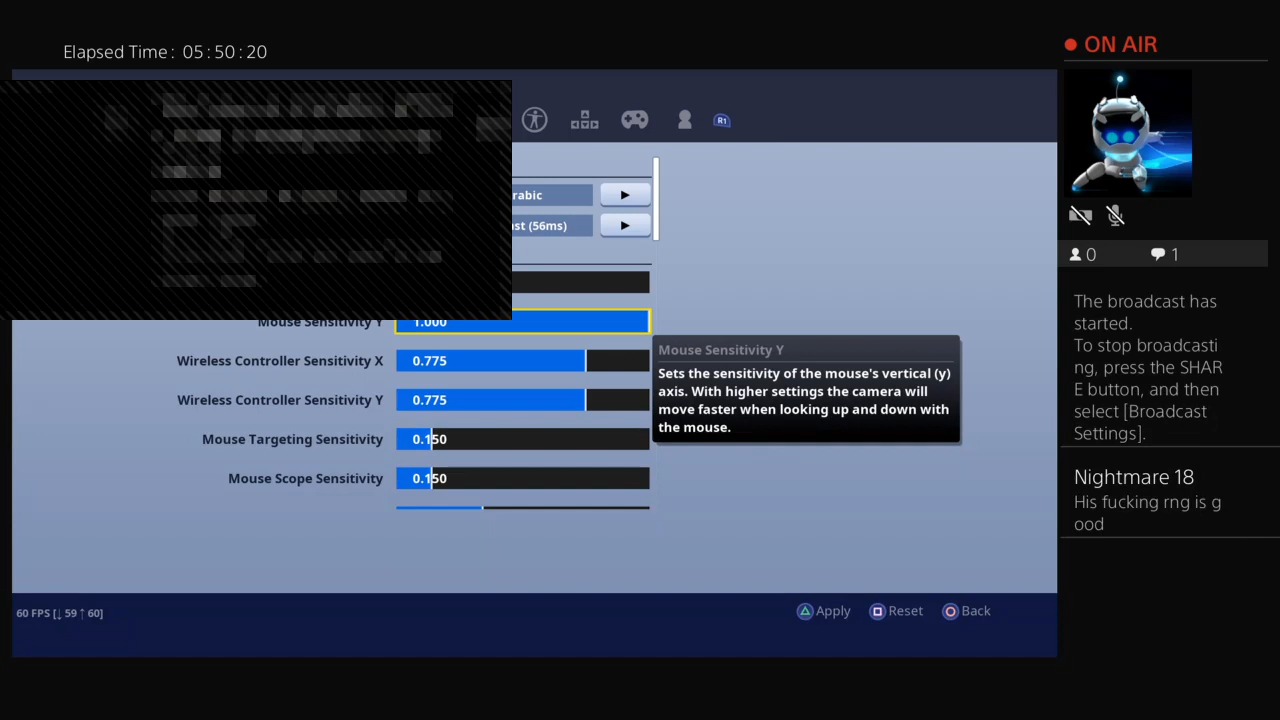 Elapsed Time: 05:50:20
ON AIR
R1
rabic
ast (56ms)
Mouse Sensitivity Y 1.000
Wireless Controller Sensitivity X 0.775
Wireless Controller Sensitivity Y 0.775
Mouse Targeting Sensitivity 0.150
Mouse Scope Sensitivity 0.150
Mouse Sensitivity Y
Sets the sensitivity of the mouse's vertical (y)
axis. With higher settings the camera will
move faster when looking up and down with
the mouse.
60 FPS [↓ 59 ↑ 60]
Apply Reset Back
0 1
The broadcast has
started.
To stop broadcasti
ng, press the SHAR
E button, and then
select [Broadcast
Settings].
Nightmare 18
His fucking rng is g
ood